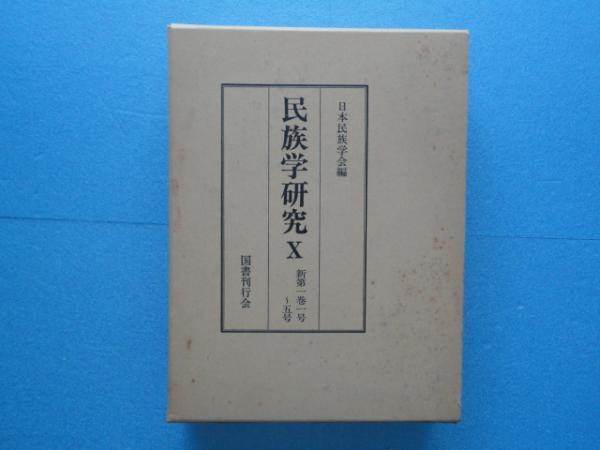 日本民族学会編
民族学研究 X
新第一巻一号
~五号
国書刊行会